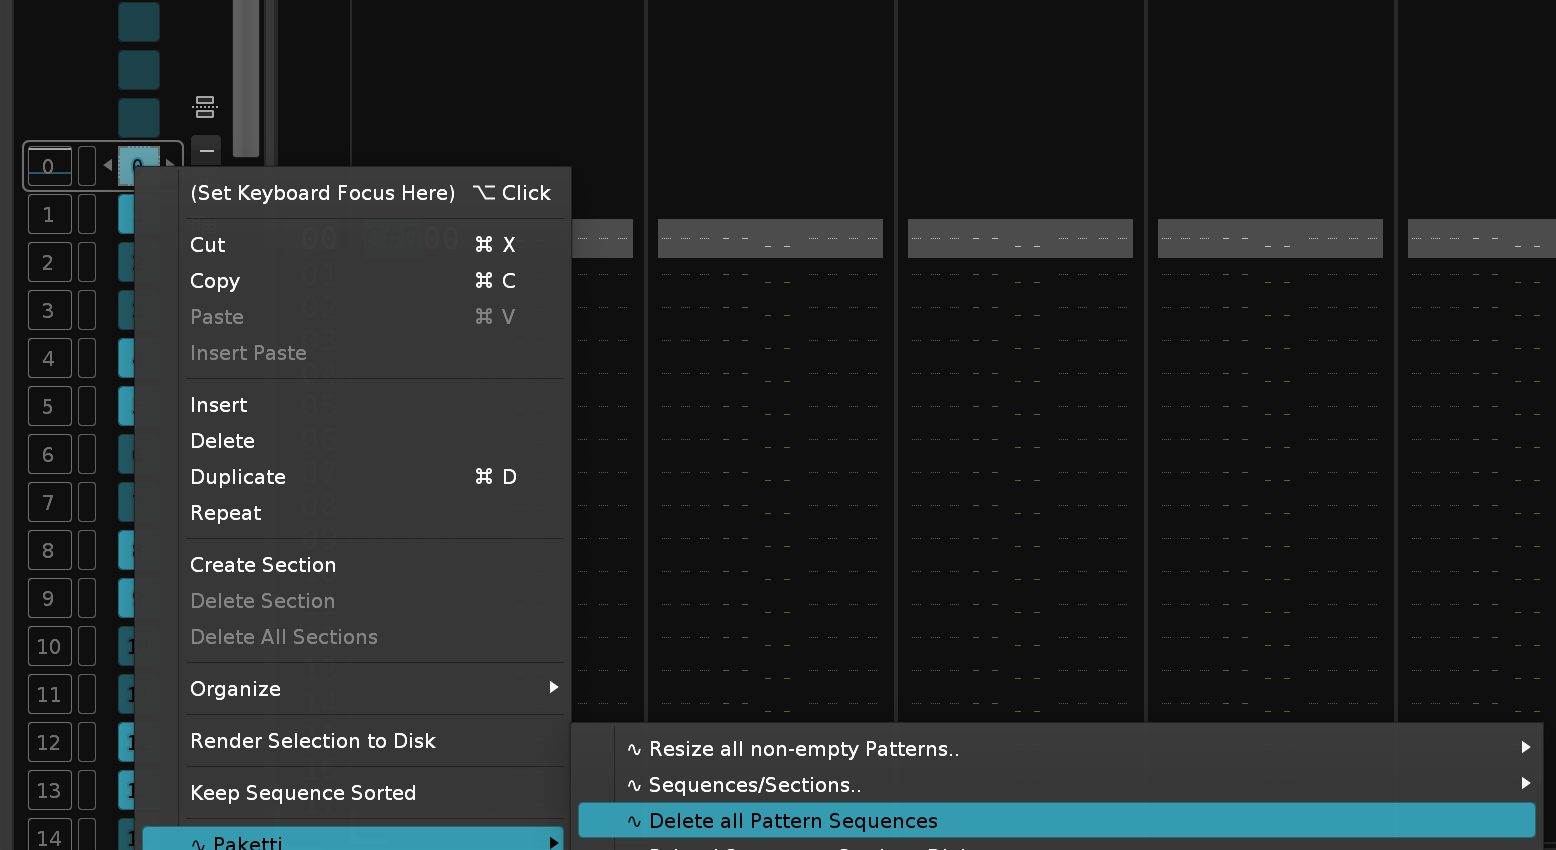 0
1
2
3
4
5
6
7
8
9
10
11
12
13
14
0
(Set Keyboard Focus Here) ⌥ Click
Cut ⌘ X
Copy ⌘ C
Paste ⌘ V
Insert Paste
Insert
Delete
Duplicate ⌘ D
Repeat
Create Section
Delete Section
Delete All Sections
Organize
Render Selection to Disk
Keep Sequence Sorted
∿ Paketti
∿ Resize all non-empty Patterns..
∿ Sequences/Sections..
∿ Delete all Pattern Sequences